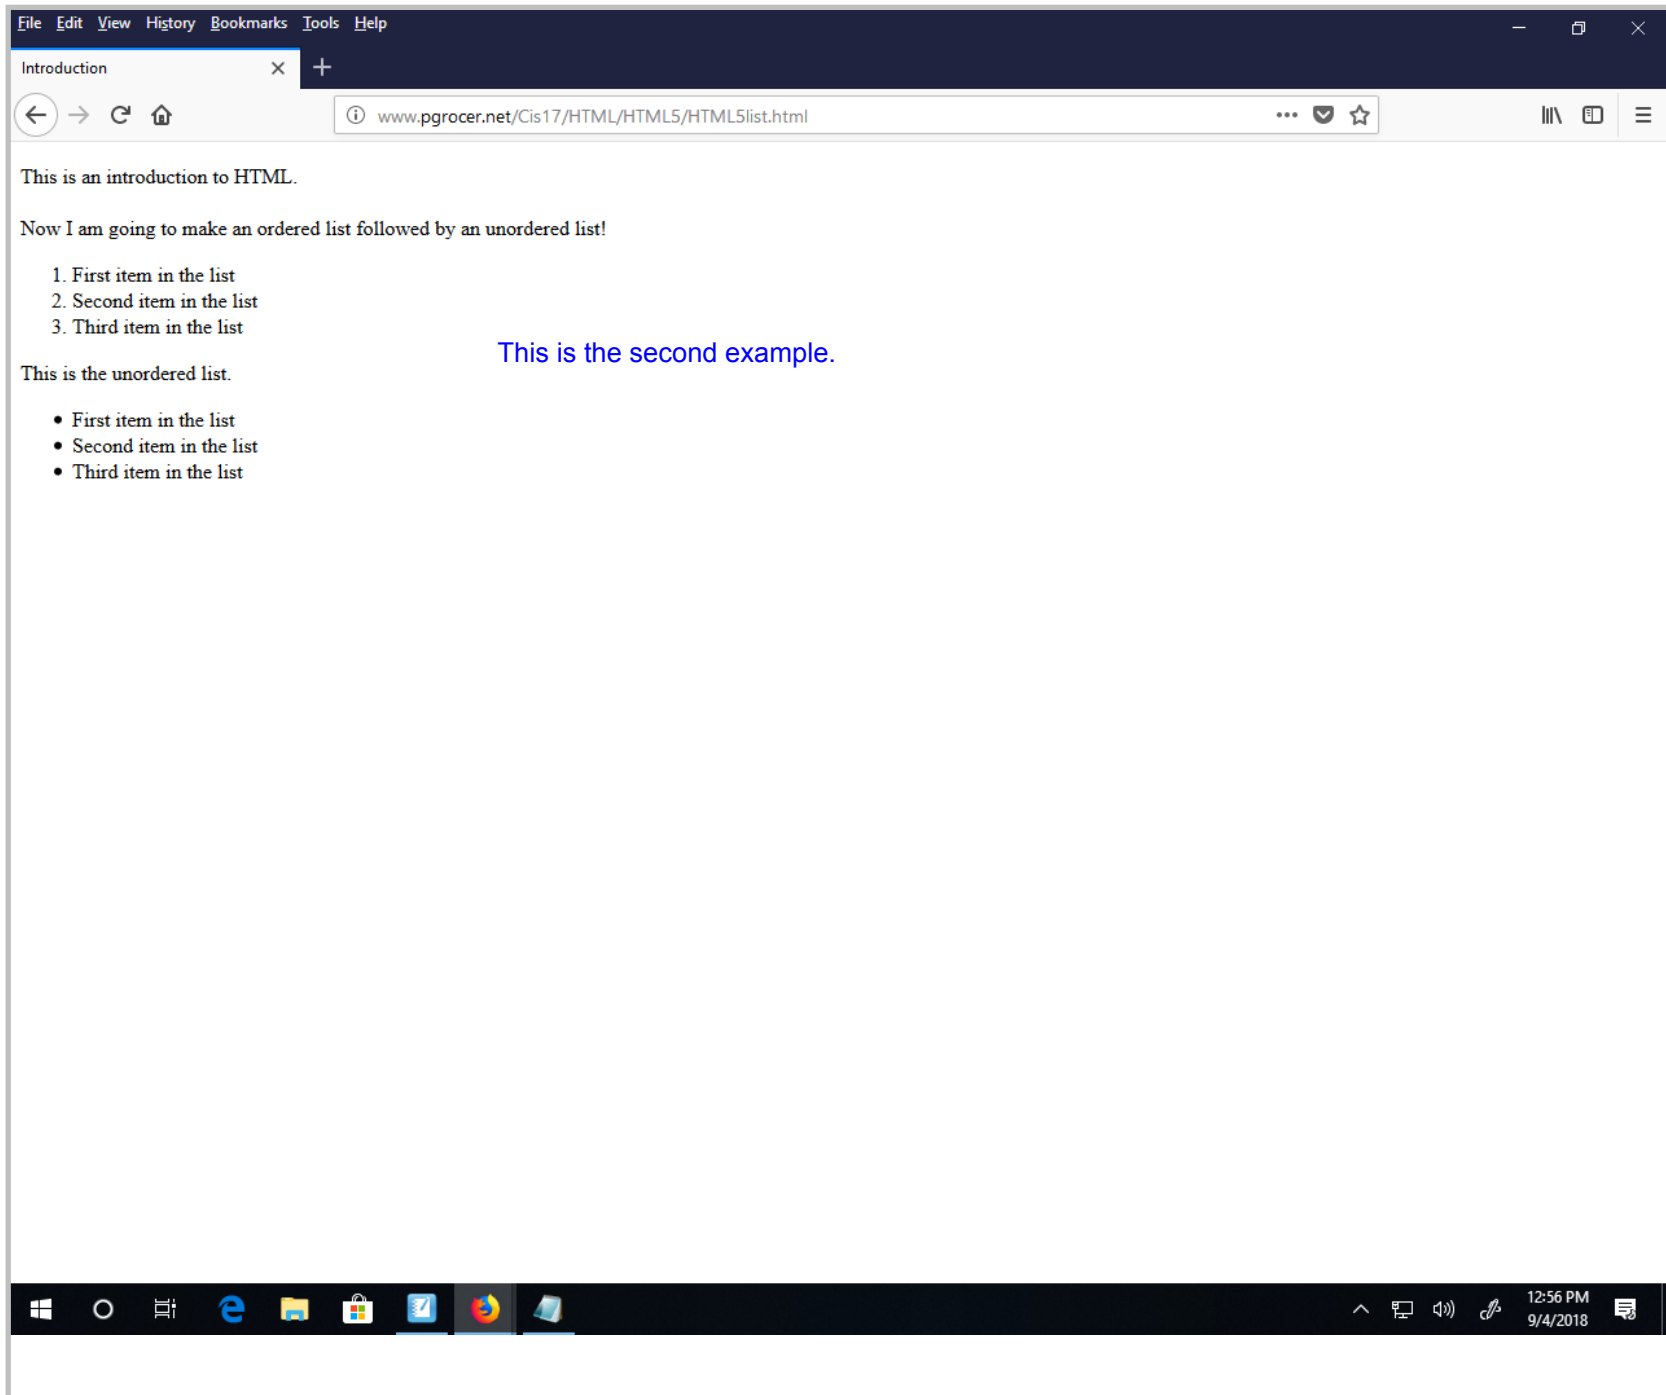 File Edit View History Bookmarks Tools Help
Introduction
www.pgrocer.net/Cis17/HTML/HTML5/HTML5list.html
This is an introduction to HTML.
Now I am going to make an ordered list followed by an unordered list!
1. First item in the list
2. Second item in the list
3. Third item in the list
This is the second example.
This is the unordered list.
• First item in the list
• Second item in the list
• Third item in the list
12:56 PM
9/4/2018